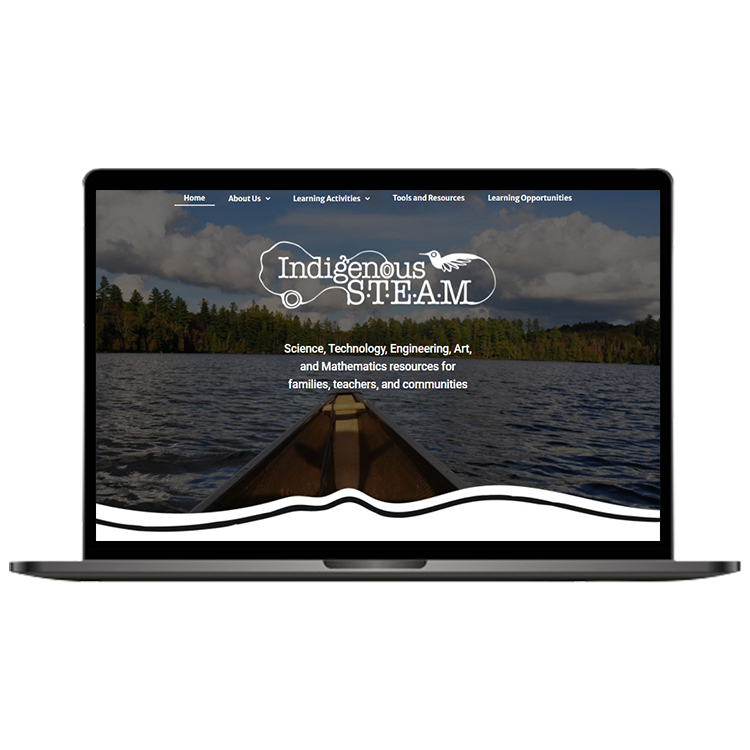 Home About Us Learning Activities Tools and Resources Learning Opportunities
Indigenous
S·T·E·A·M
Science, Technology, Engineering, Art,
and Mathematics resources for
families, teachers, and communities